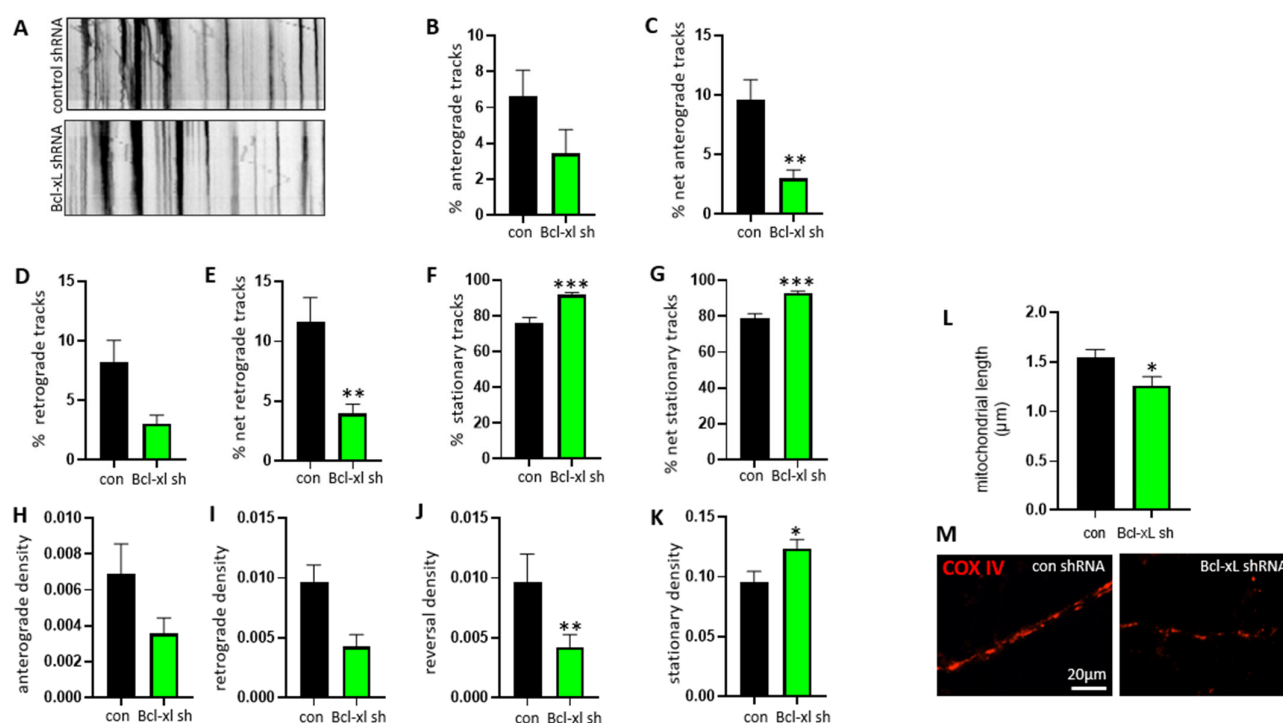 A
control shRNA
Bcl-xL shRNA
B
% anterograde tracks
10
8
6
4
2
0
con Bcl-xl sh
C
% net anterograde tracks
15
10
5
0
**
con Bcl-xl sh
D
% retrograde tracks
15
10
5
0
con Bcl-xl sh
E
% net retrograde tracks
15
10
5
0
**
con Bcl-xl sh
F
% stationary tracks
100
80
60
40
20
0
***
con Bcl-xl sh
G
% net stationary tracks
100
80
60
40
20
0
***
con Bcl-xl sh
H
anterograde density
0.010
0.008
0.006
0.004
0.002
0.000
con Bcl-xl sh
I
retrograde density
0.015
0.010
0.005
0.000
con Bcl-xl sh
J
reversal density
0.015
0.010
0.005
0.000
**
con Bcl-xl sh
K
stationary density
0.15
0.10
0.05
0.00
*
con Bcl-xl sh
L
mitochondrial length
(µm)
2.0
1.5
1.0
0.5
0.0
*
con Bcl-xL sh
M
COX IV
con shRNA
20µm
Bcl-xL shRNA